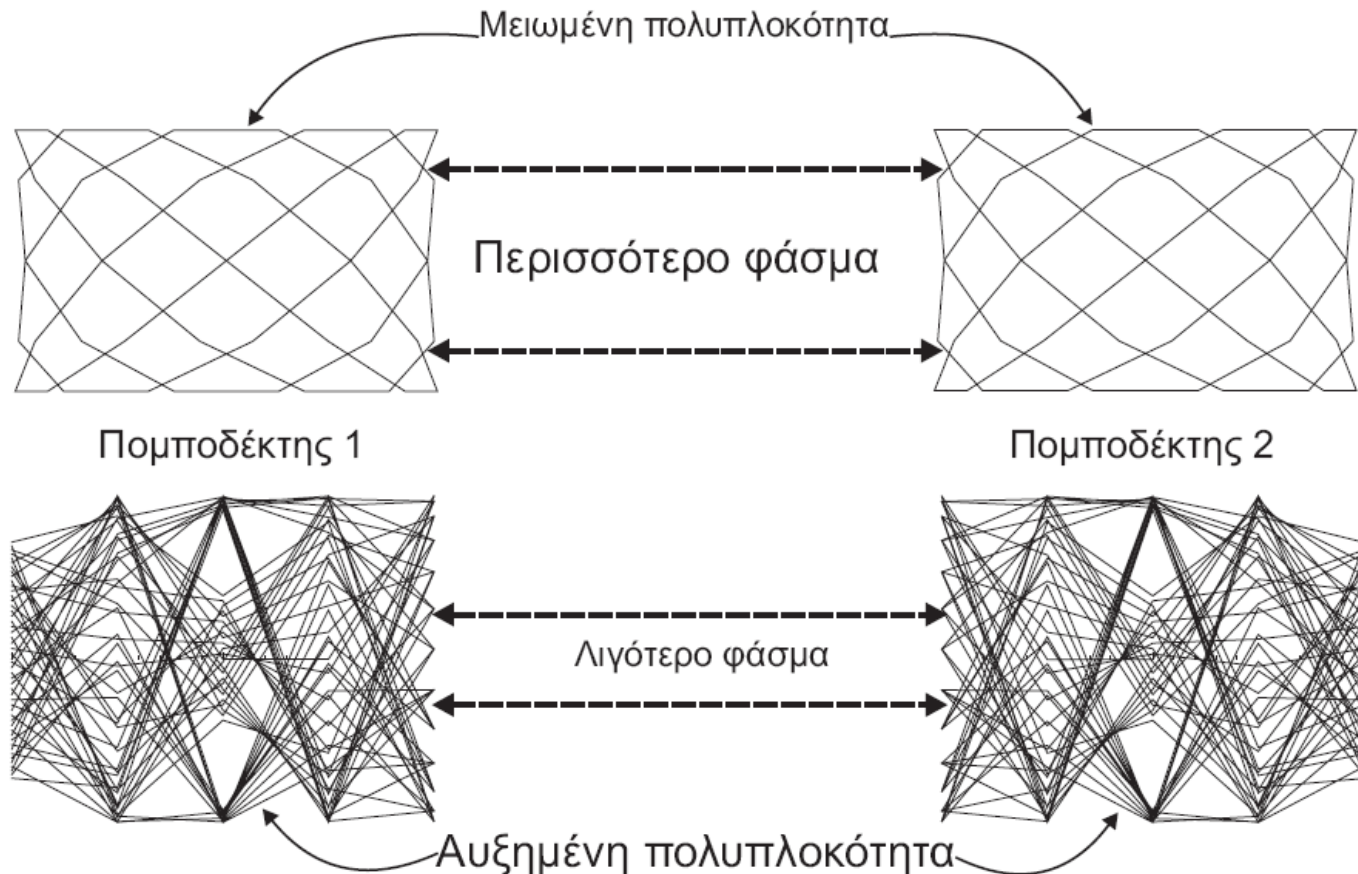 Μειωμένη πολυπλοκότητα
Περισσότερο φάσμα
Πομποδέκτης 1
Πομποδέκτης 2
Λιγότερο φάσμα
Αυξημένη πολυπλοκότητα